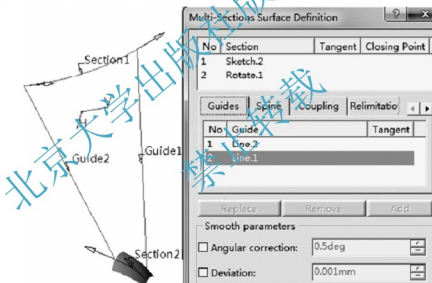 Section1
Guide2
Guide1
Section2
Multi-Sections Surface Definition
No Section Tangent Closing Point
1 Sketch.2
2 Rotate.1
Guides Spine Coupling Relimitatio
No Guide Tangent
1 Line.2
2 Line.1
Replace Remove Add
Smooth parameters
Angular correction: 0.5deg
Deviation: 0.001mm
北京大学出版社版权
禁止转载